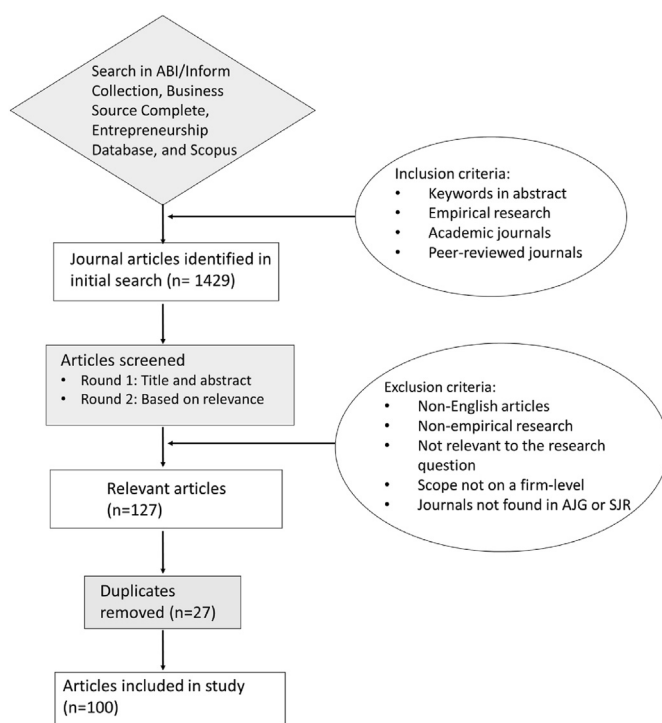 Search in ABI/Inform
Collection, Business
Source Complete,
Entrepreneurship
Database, and Scopus
Inclusion criteria:
• Keywords in abstract
• Empirical research
• Academic journals
• Peer-reviewed journals
Journal articles identified in
initial search (n= 1429)
Articles screened
• Round 1: Title and abstract
• Round 2: Based on relevance
Exclusion criteria:
• Non-English articles
• Non-empirical research
• Not relevant to the research
question
• Scope not on a firm-level
• Journals not found in AJG or SJR
Relevant articles
(n=127)
Duplicates
removed (n=27)
Articles included in study
(n=100)